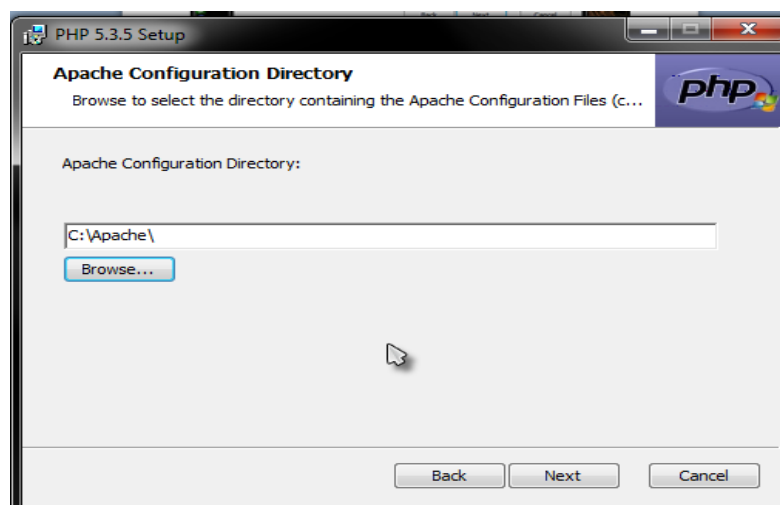 PHP 5.3.5 Setup
Apache Configuration Directory
Browse to select the directory containing the Apache Configuration Files (c...
php
Apache Configuration Directory:
C:\Apache\
Browse...
Back
Next
Cancel